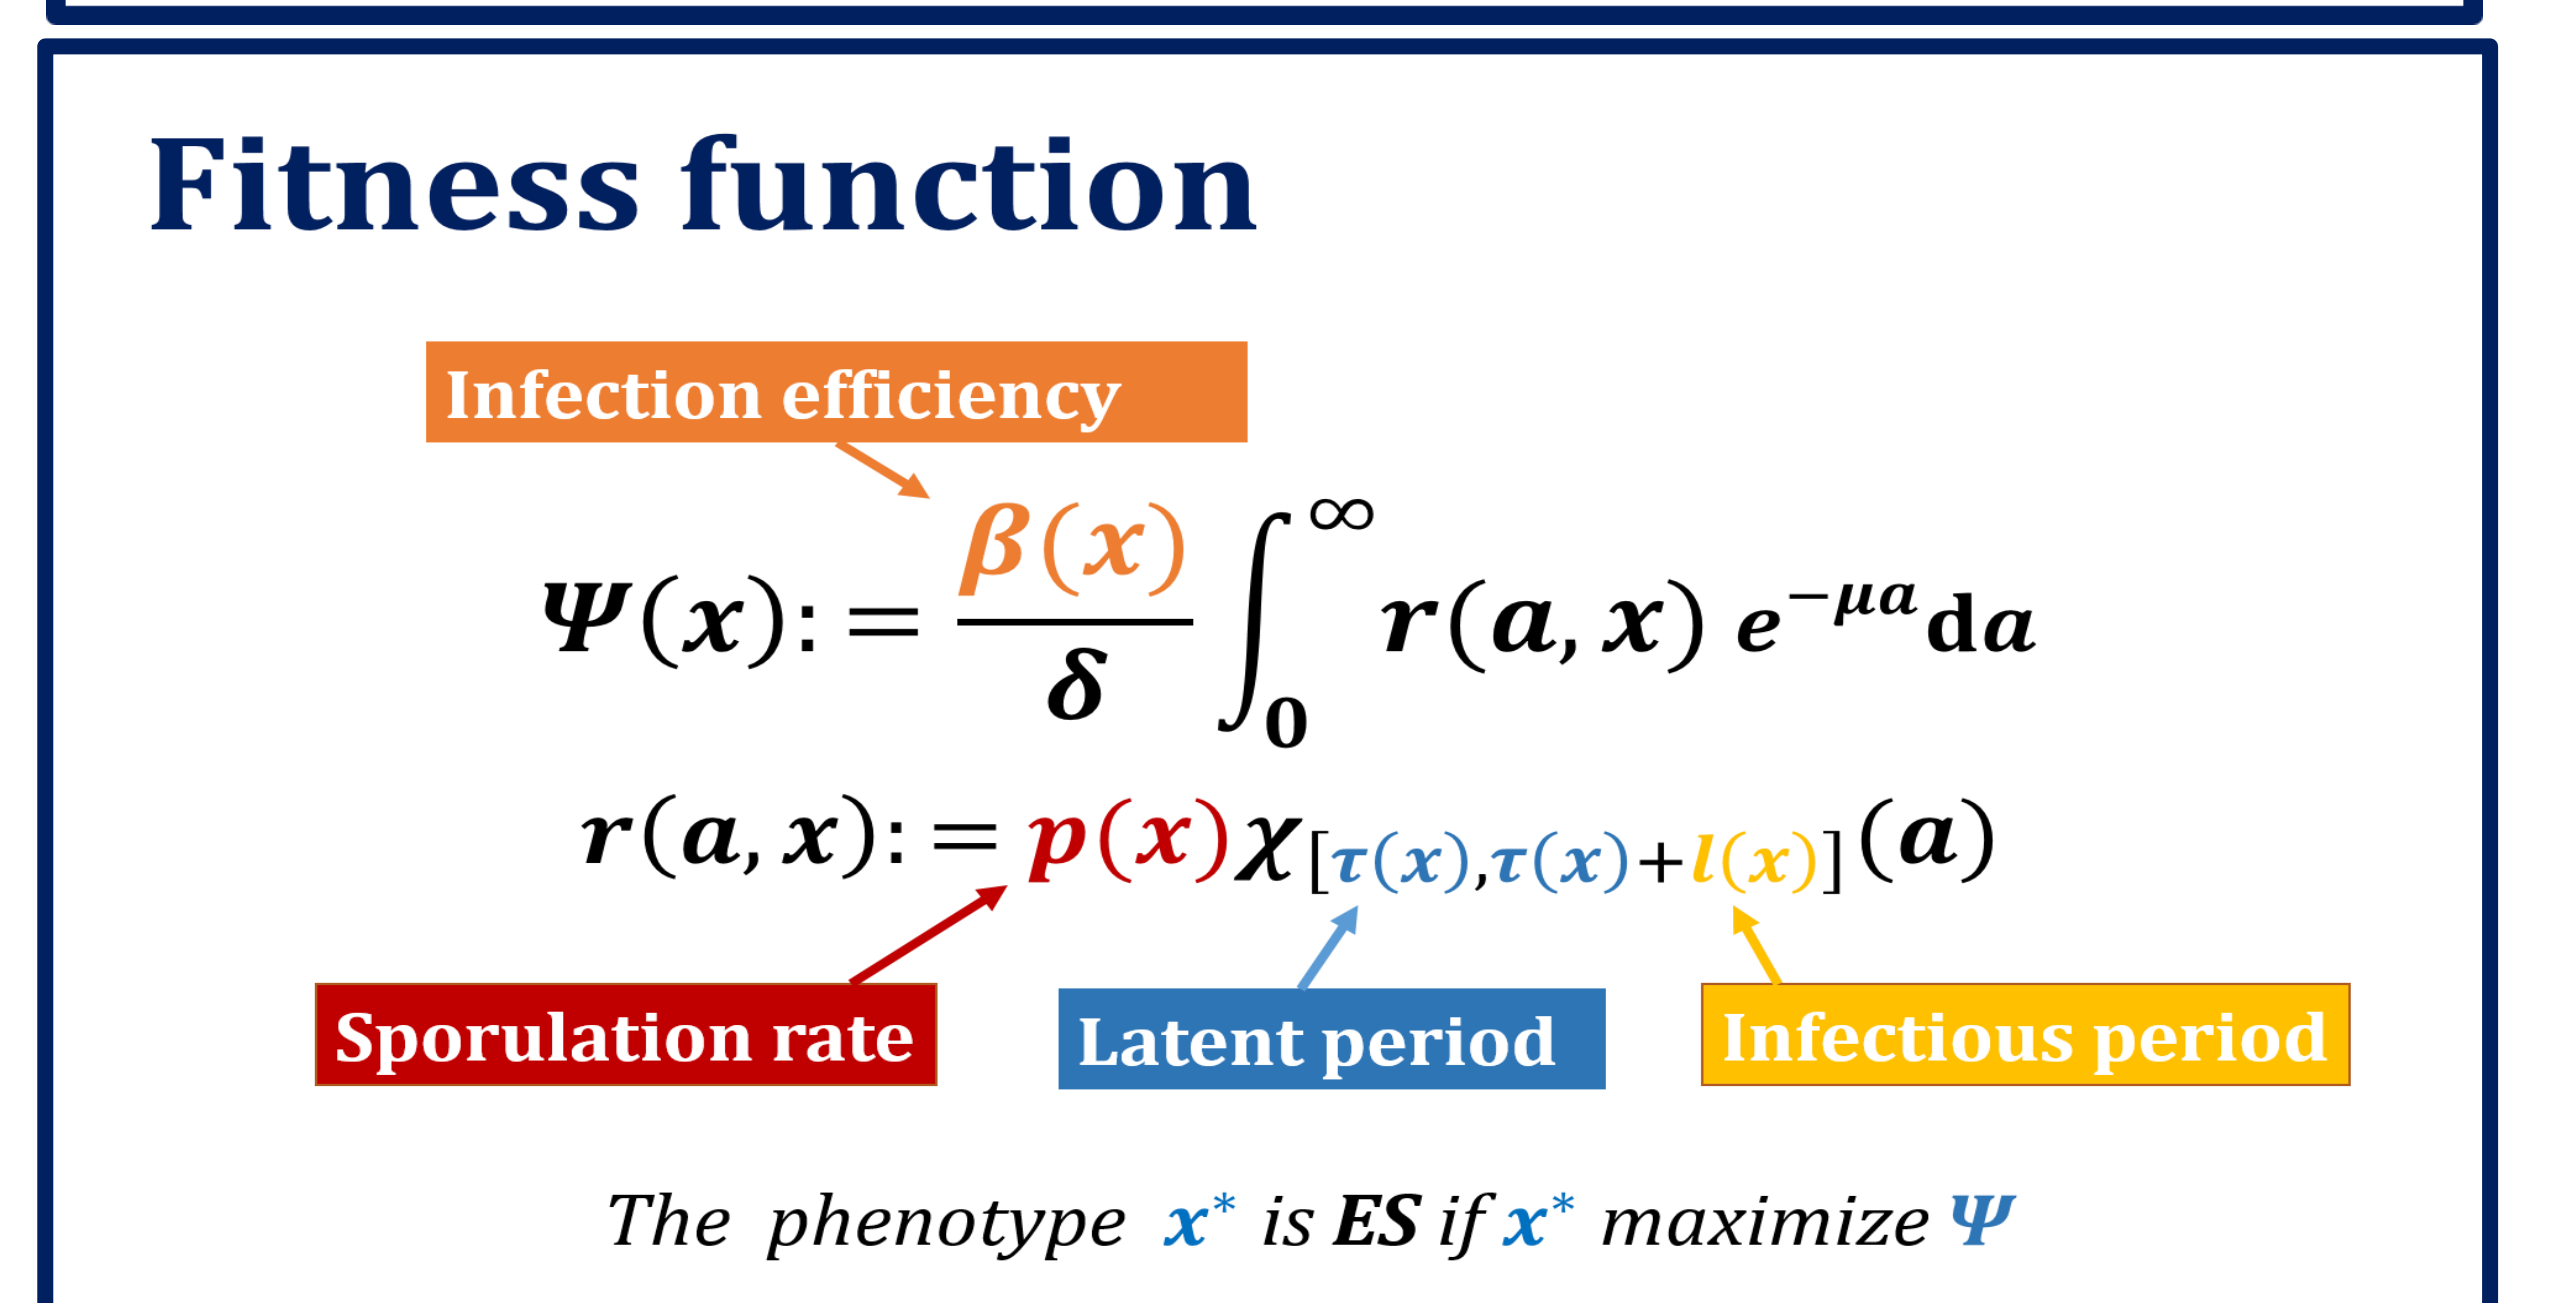 Fitness function
Infection efficiency
Ψ(x): = β(x)/δ ∫₀^∞ r(a, x) e^{−μa}da
r(a, x): = p(x)χ_{[τ(x),τ(x)+l(x)]}(a)
Sporulation rate
Latent period
Infectious period
The phenotype x* is ES if x* maximize Ψ